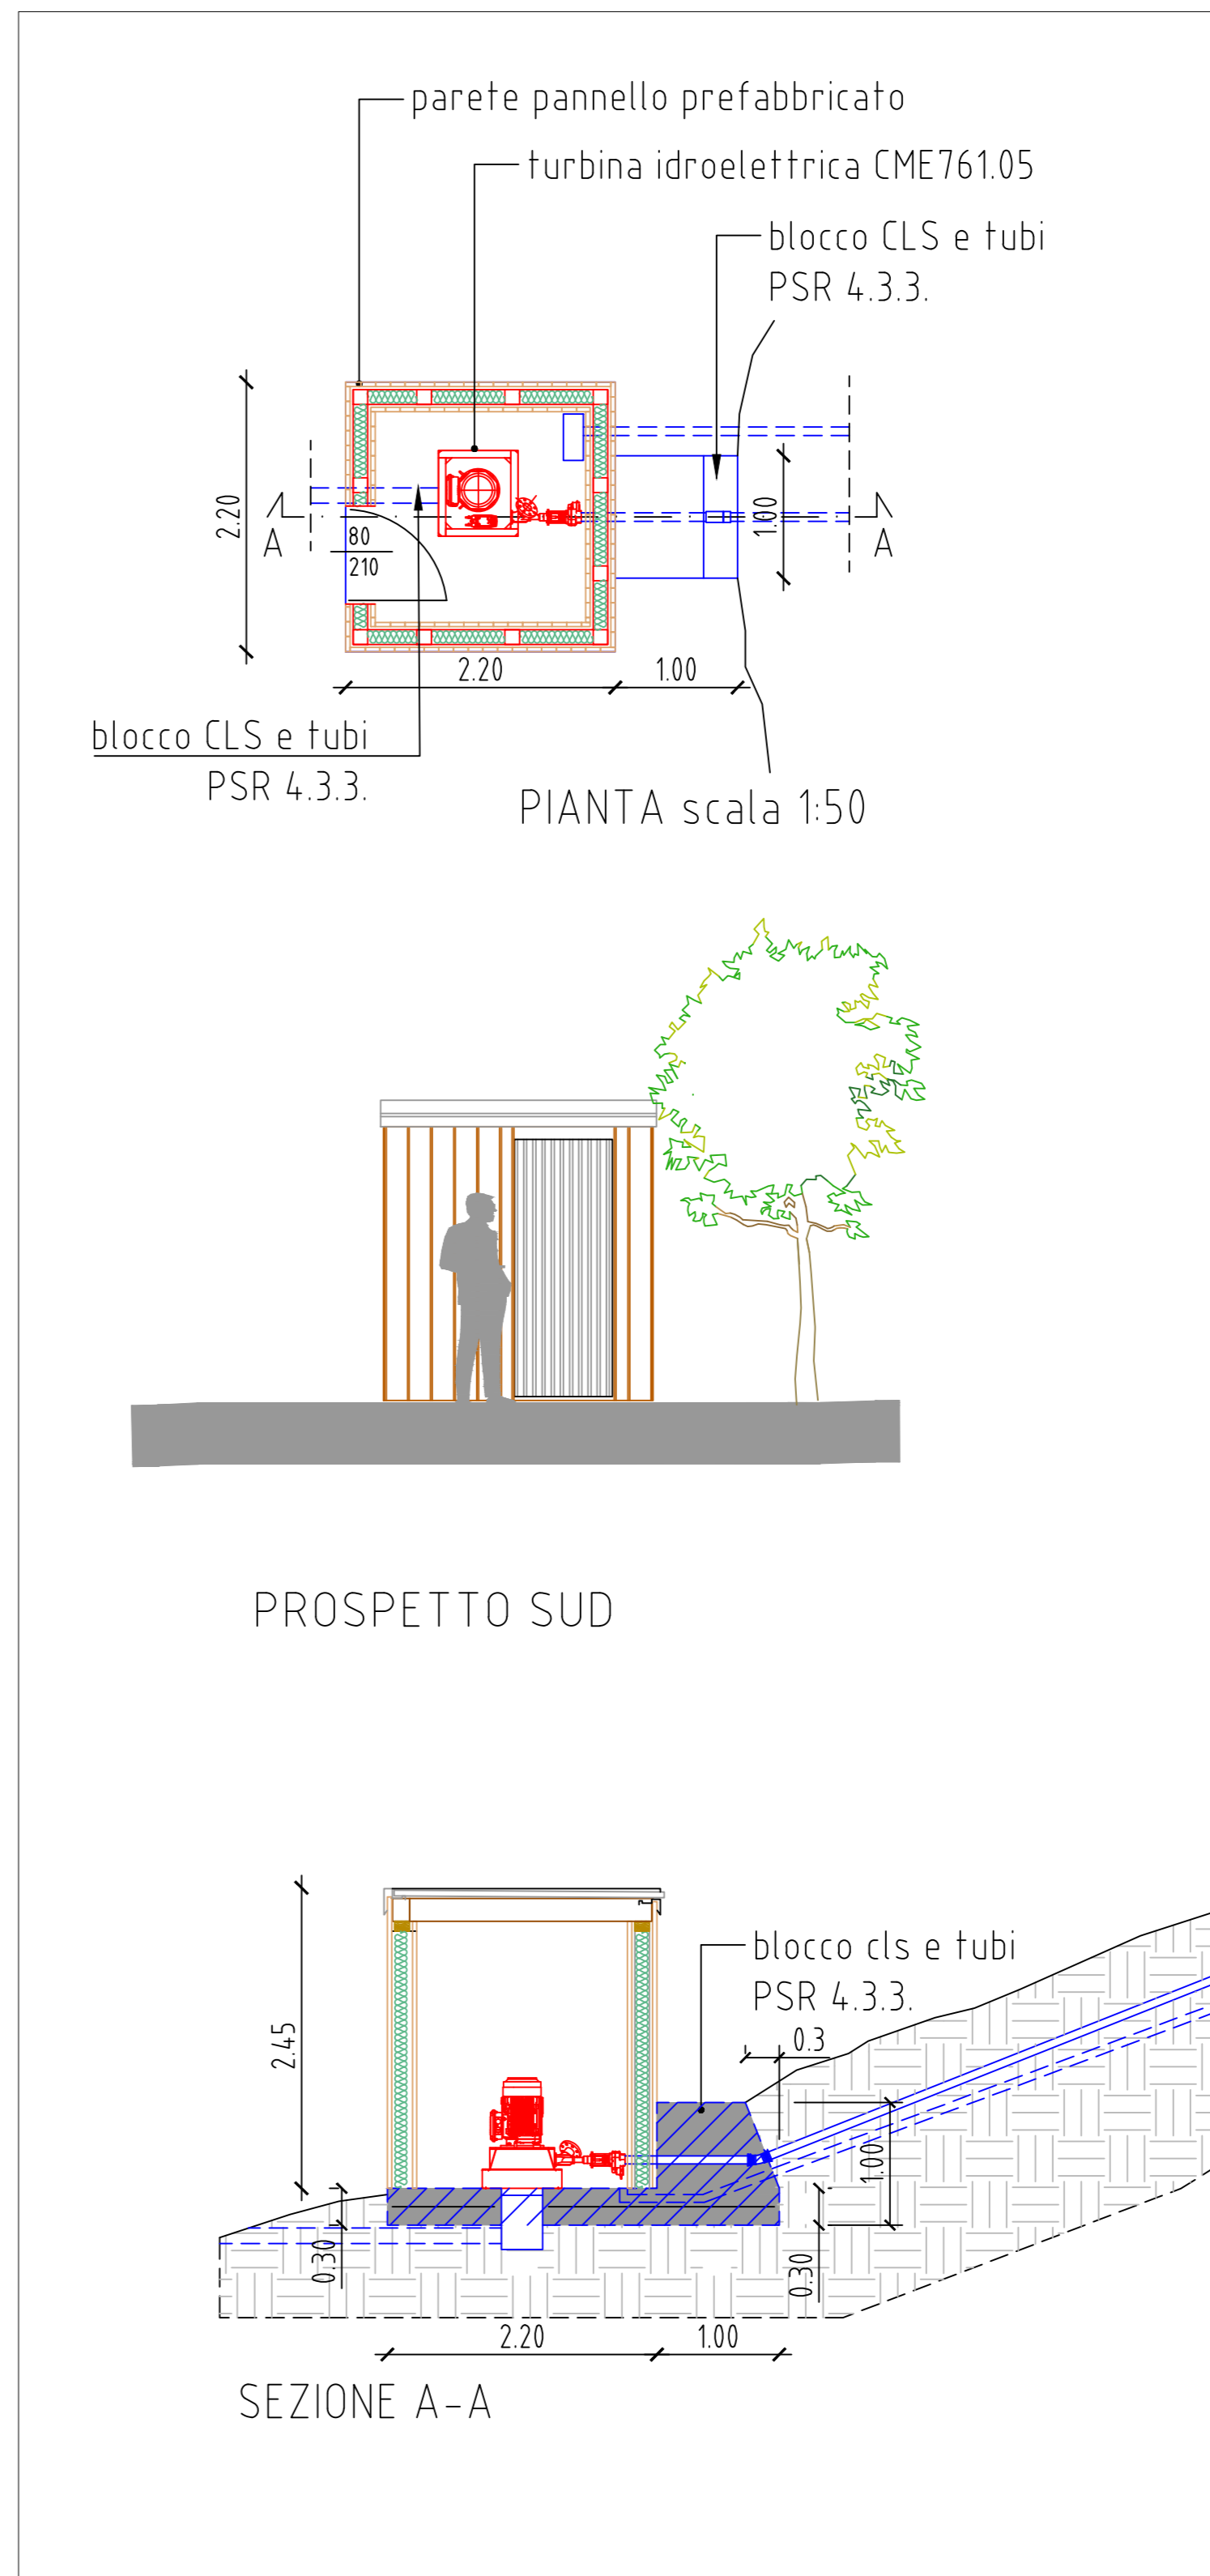 parete pannello prefabbricato
turbina idroelettrica CME761.05
blocco CLS e tubi
PSR 4.3.3.
2.20
A
80
210
1.00
A
2.20
1.00
blocco CLS e tubi
PSR 4.3.3.
PIANTA scala 1:50
PROSPETTO SUD
2.45
blocco cls e tubi
PSR 4.3.3.
0.3
1.00
0.30
0.30
2.20
1.00
SEZIONE A-A